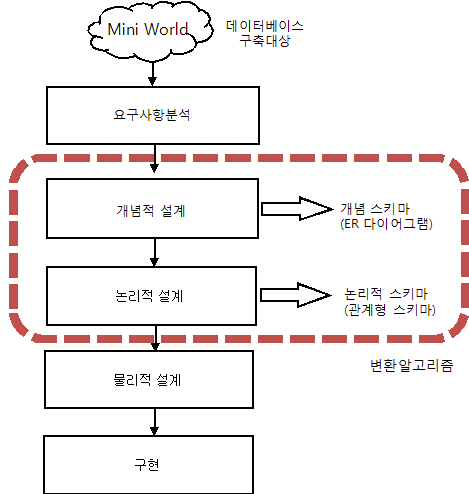 Mini World
데이터베이스
구축대상
요구사항분석
개념적 설계
개념 스키마
(ER 다이어그램)
논리적 설계
논리적 스키마
(관계형 스키마)
변환알고리즘
물리적 설계
구현